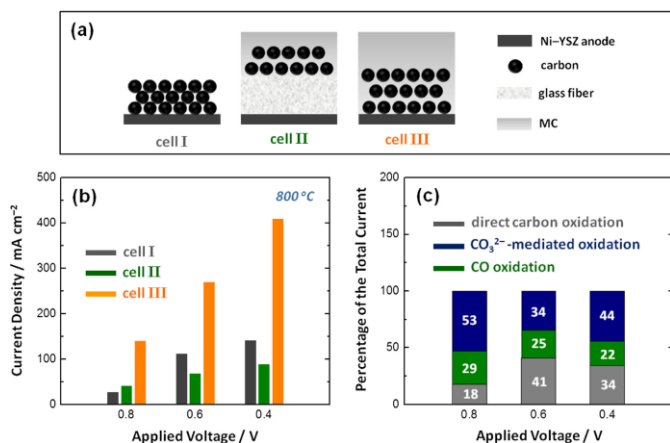 (a)
Ni–YSZ anode
carbon
glass fiber
MC
cell I
cell II
cell III
(b)
800 °C
cell I
cell II
cell III
Current Density / mA cm⁻²
500
400
300
200
100
0
0.8 0.6 0.4
Applied Voltage / V
(c)
direct carbon oxidation
CO₃²⁻-mediated oxidation
CO oxidation
Percentage of the Total Current
200
150
100
50
0
53 29 18
34 25 41
44 22 34
0.8 0.6 0.4
Applied Voltage / V